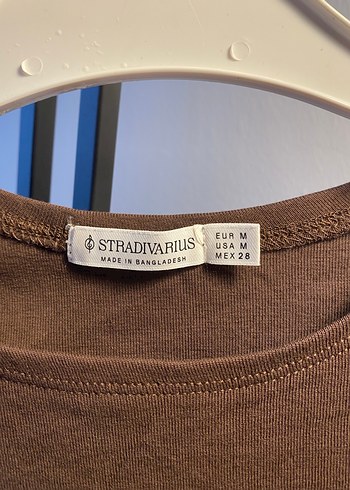 STRADIVARIUS
MADE IN BANGLADESH
EUR M
USA M
MEX 28